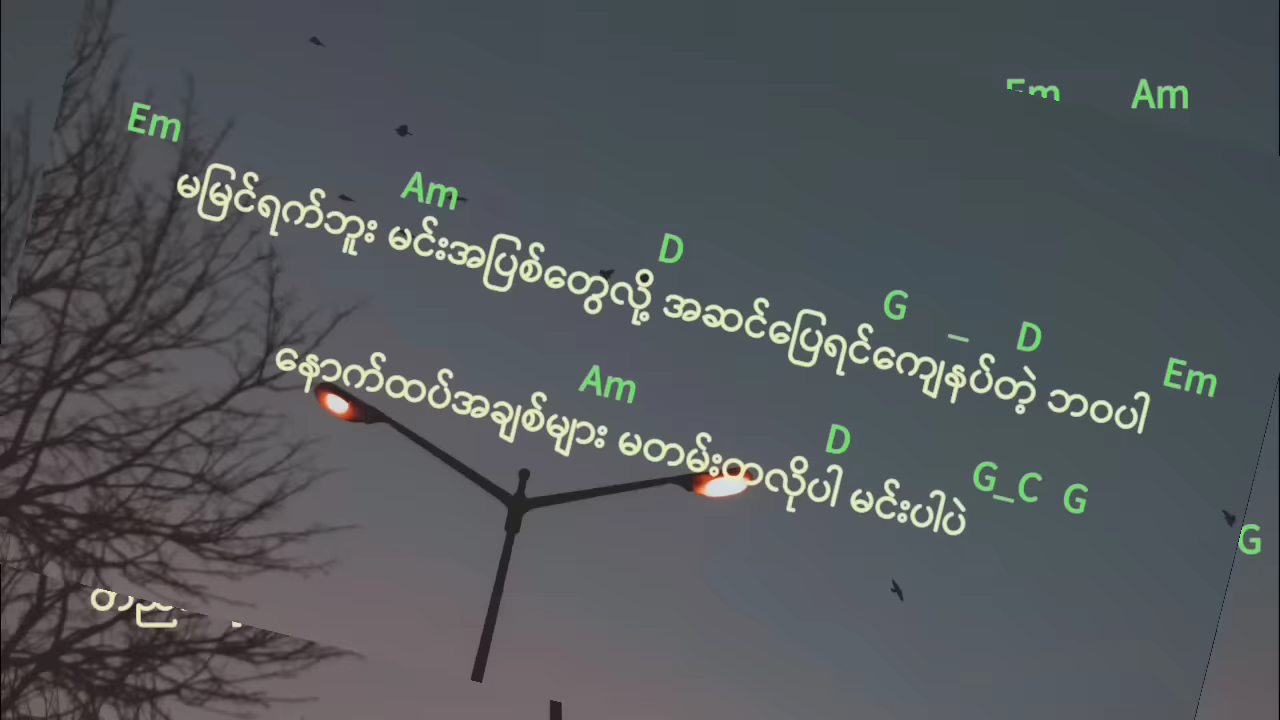 Em Am
Em Am D G _ D Em
မမြင်ရက်ဘူး မင်းအပြစ်တွေလို့ အဆင်ပြေရင်ကျေနပ်တဲ့ ဘဝပါ
Am D G_C G
နောက်ထပ်အချစ်များ မတမ်းတလိုပါ မင်းပါပဲ
G